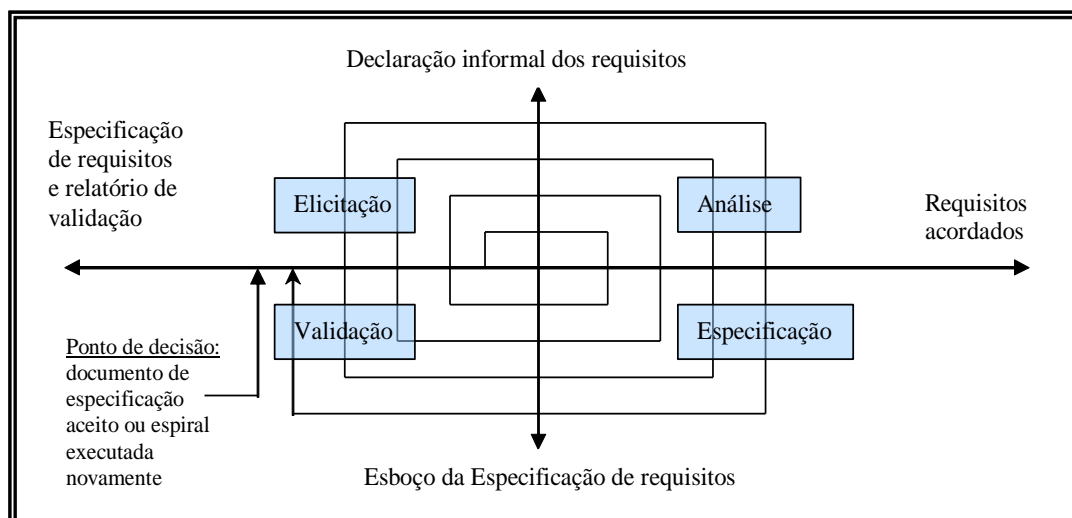 Declaração informal dos requisitos
Especificação
de requisitos
e relatório de
validação
Elicitação
Análise
Requisitos
acordados
Validação
Especificação
Ponto de decisão:
documento de
especificação
aceito ou espiral
executada
novamente
Esboço da Especificação de requisitos